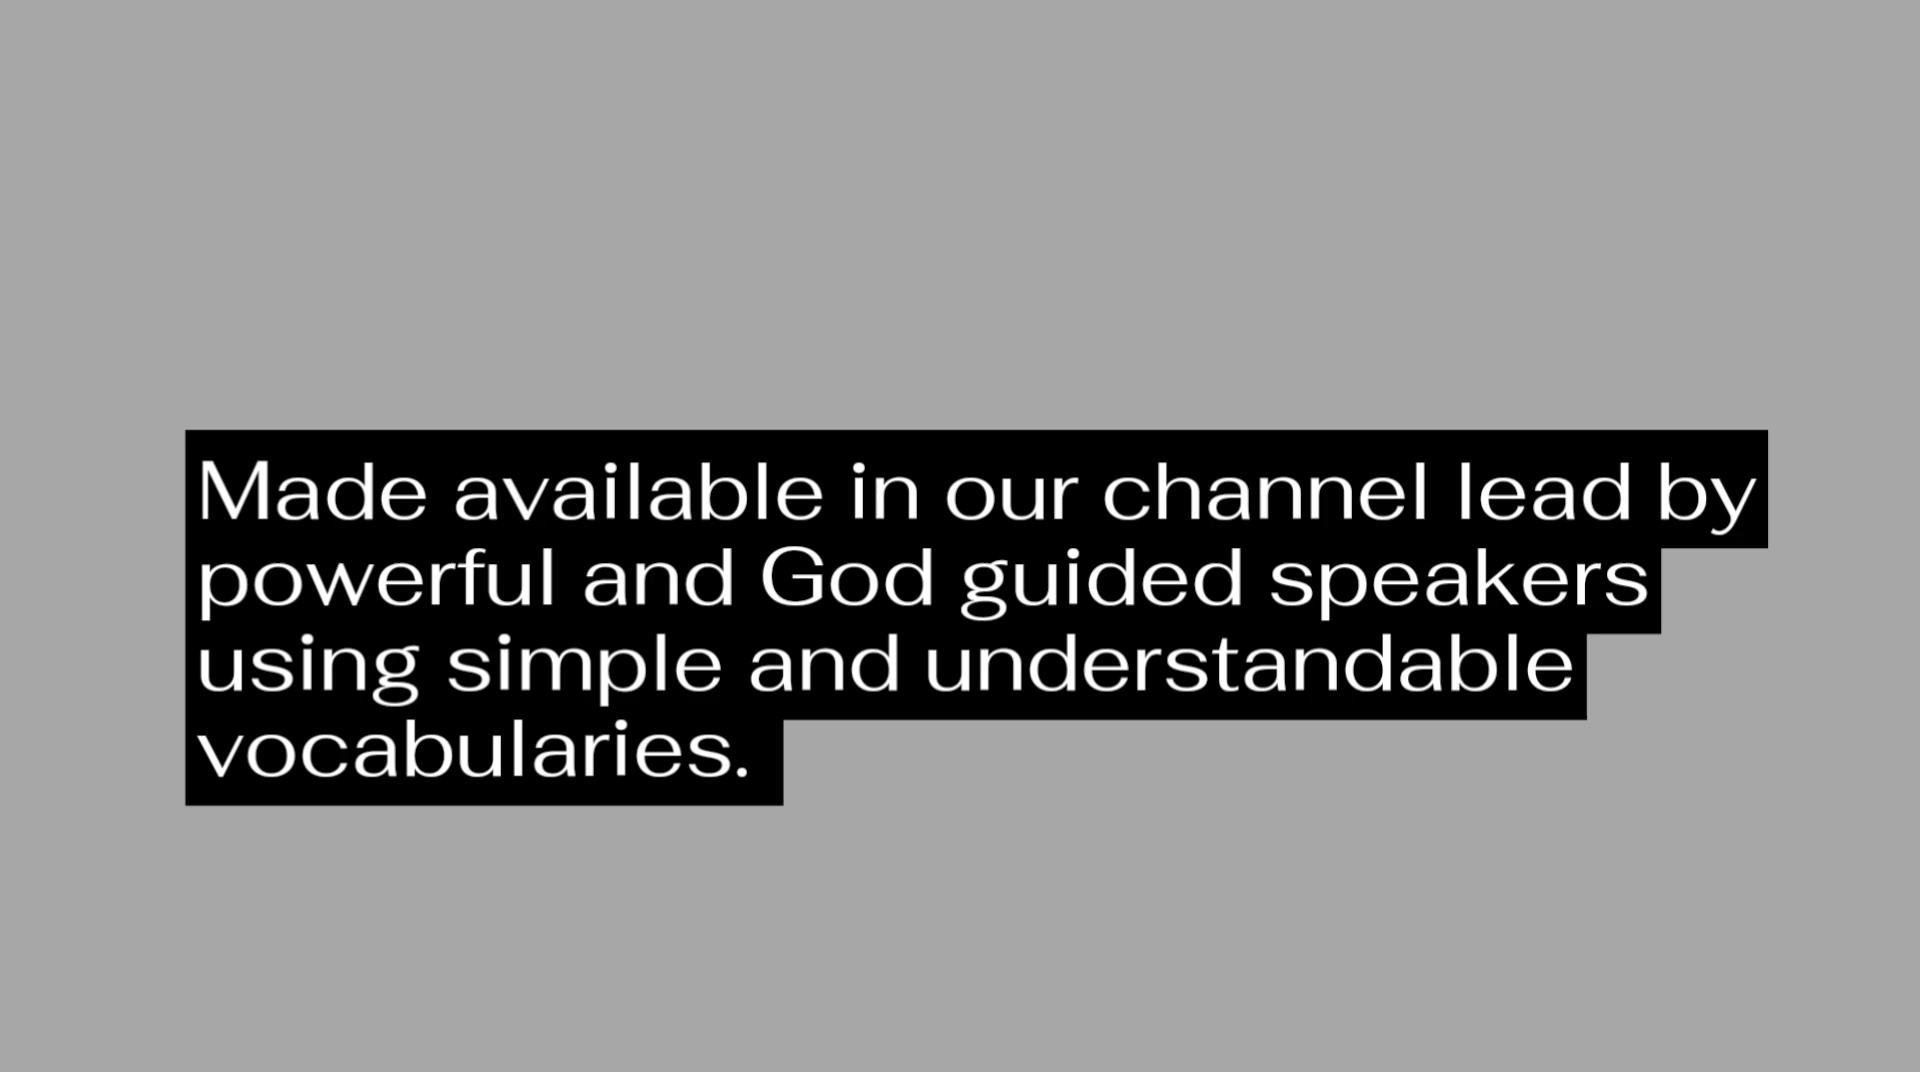 Made available in our channel lead by
powerful and God guided speakers
using simple and understandable
vocabularies.